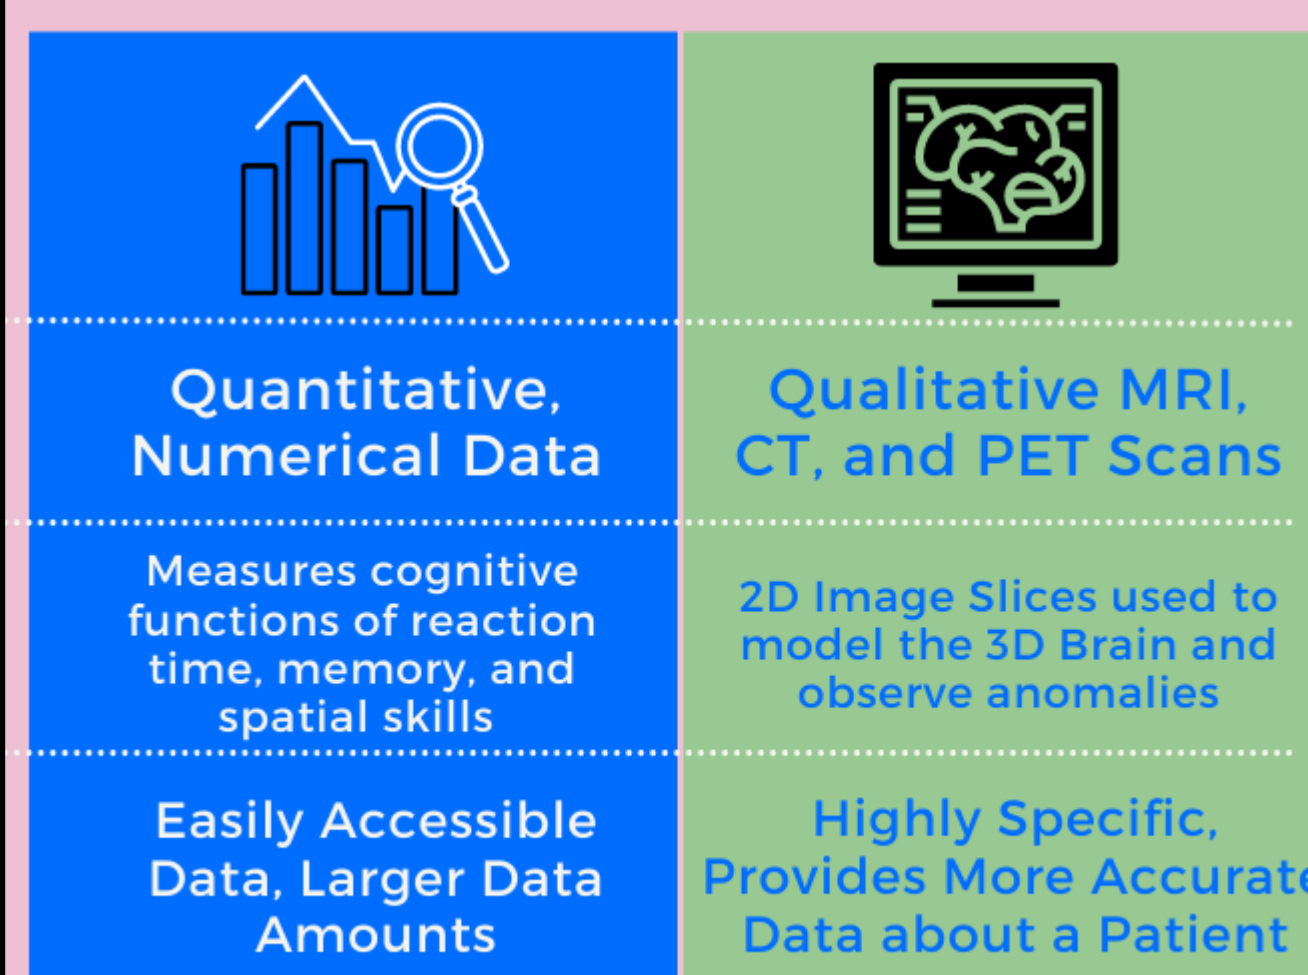 Quantitative,
Numerical Data
Measures cognitive
functions of reaction
time, memory, and
spatial skills
Easily Accessible
Data, Larger Data
Amounts
Qualitative MRI,
CT, and PET Scans
2D Image Slices used to
model the 3D Brain and
observe anomalies
Highly Specific,
Provides More Accurate
Data about a Patient